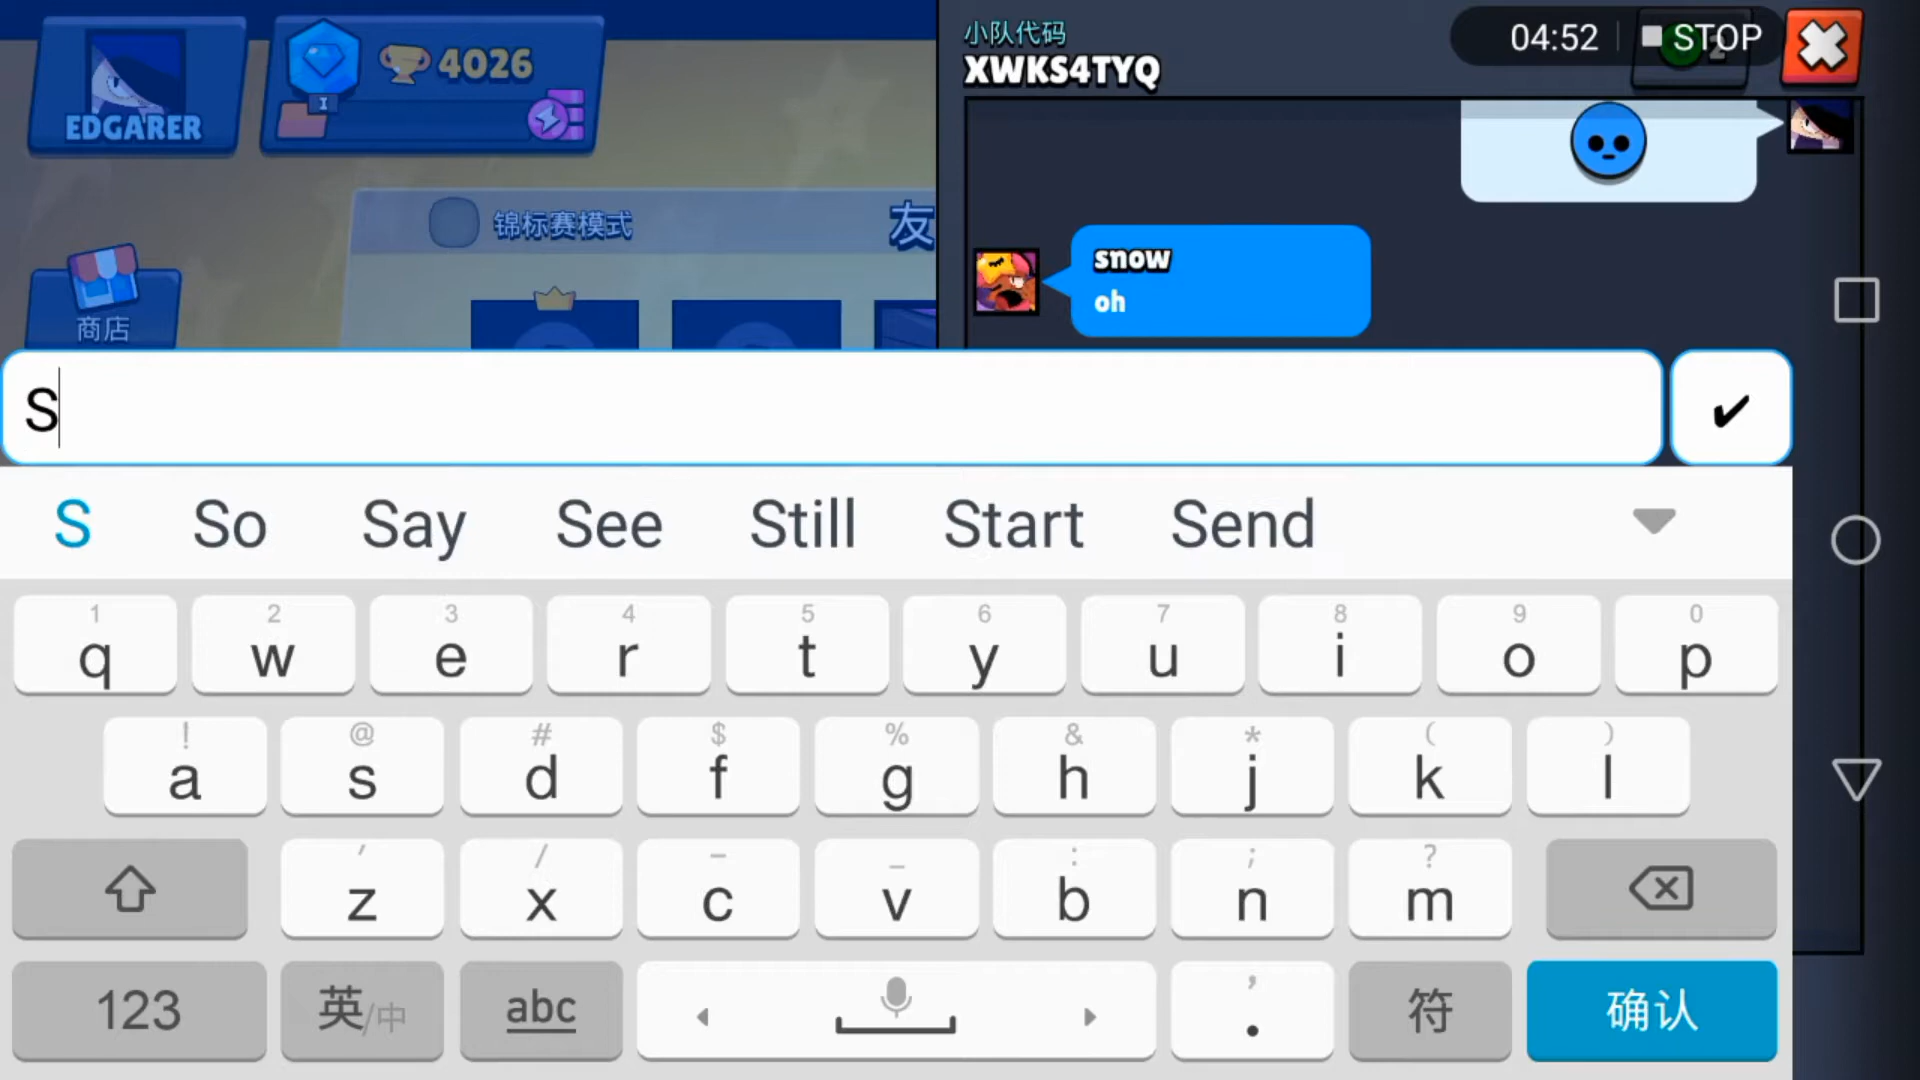 EDGARER
4026
I
小队代码
XWKS4TYQ
04:52
STOP
2
锦标赛模式
友
商店
snow
oh
S
✔
S So Say See Still Start Send
1 2 3 4 5 6 7 8 9 0
q w e r t y u i o p
! @ # $ % & * ( )
a s d f g h j k l
' / – _ : ; ?
z x c v b n m
123 英/中 abc ' . 符 确认